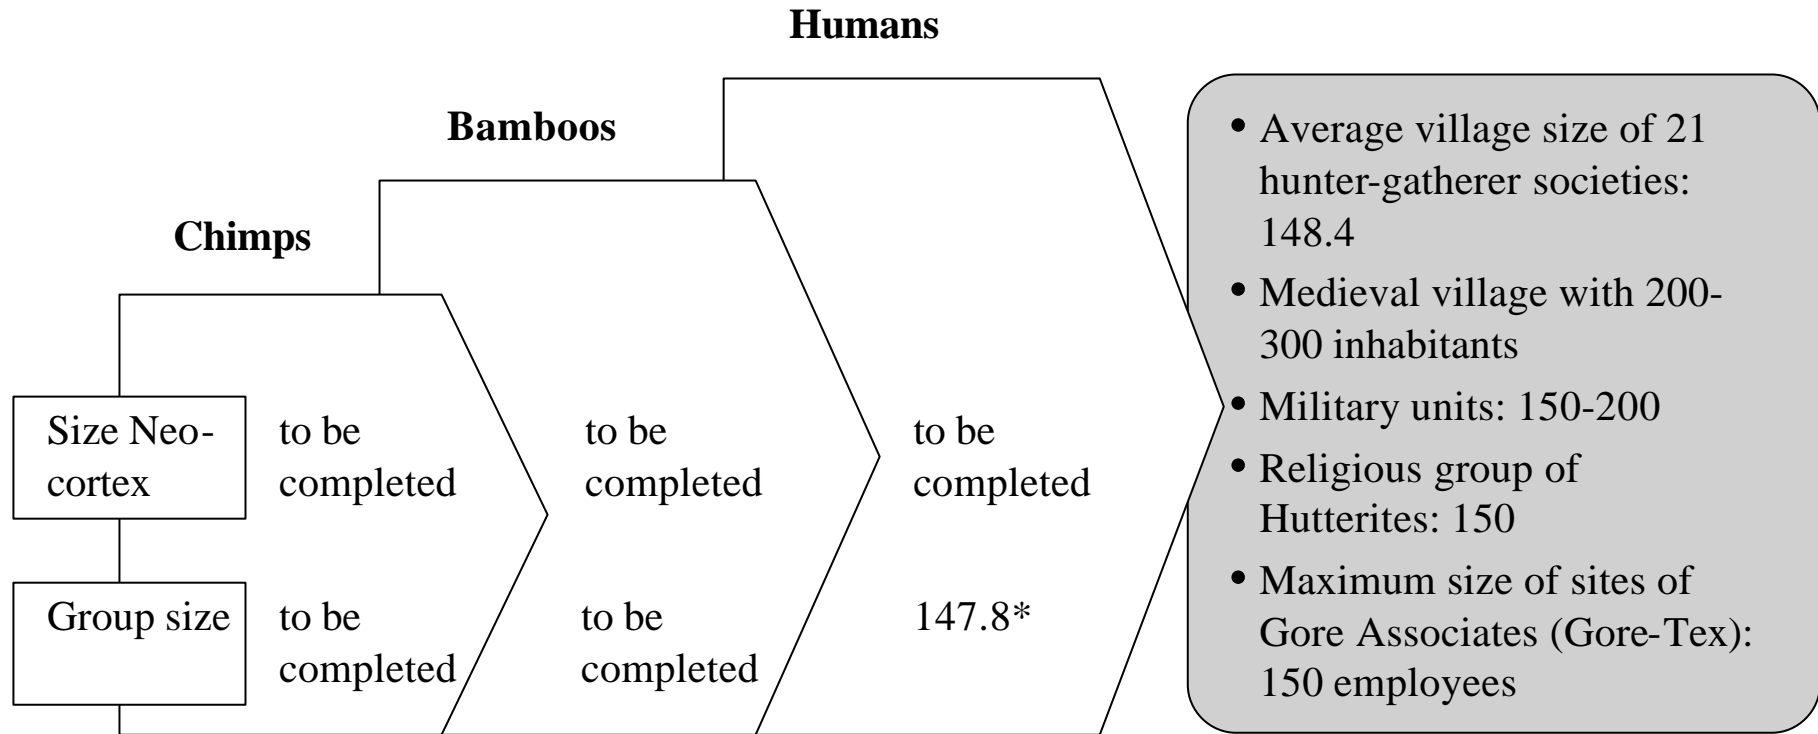 Humans
Bamboos
Chimps
Size Neo-
cortex
to be
completed
to be
completed
to be
completed
Group size
to be
completed
to be
completed
147.8*
• Average village size of 21
hunter-gatherer societies:
148.4
• Medieval village with 200-
300 inhabitants
• Military units: 150-200
• Religious group of
Hutterites: 150
• Maximum size of sites of
Gore Associates (Gore-Tex):
150 employees